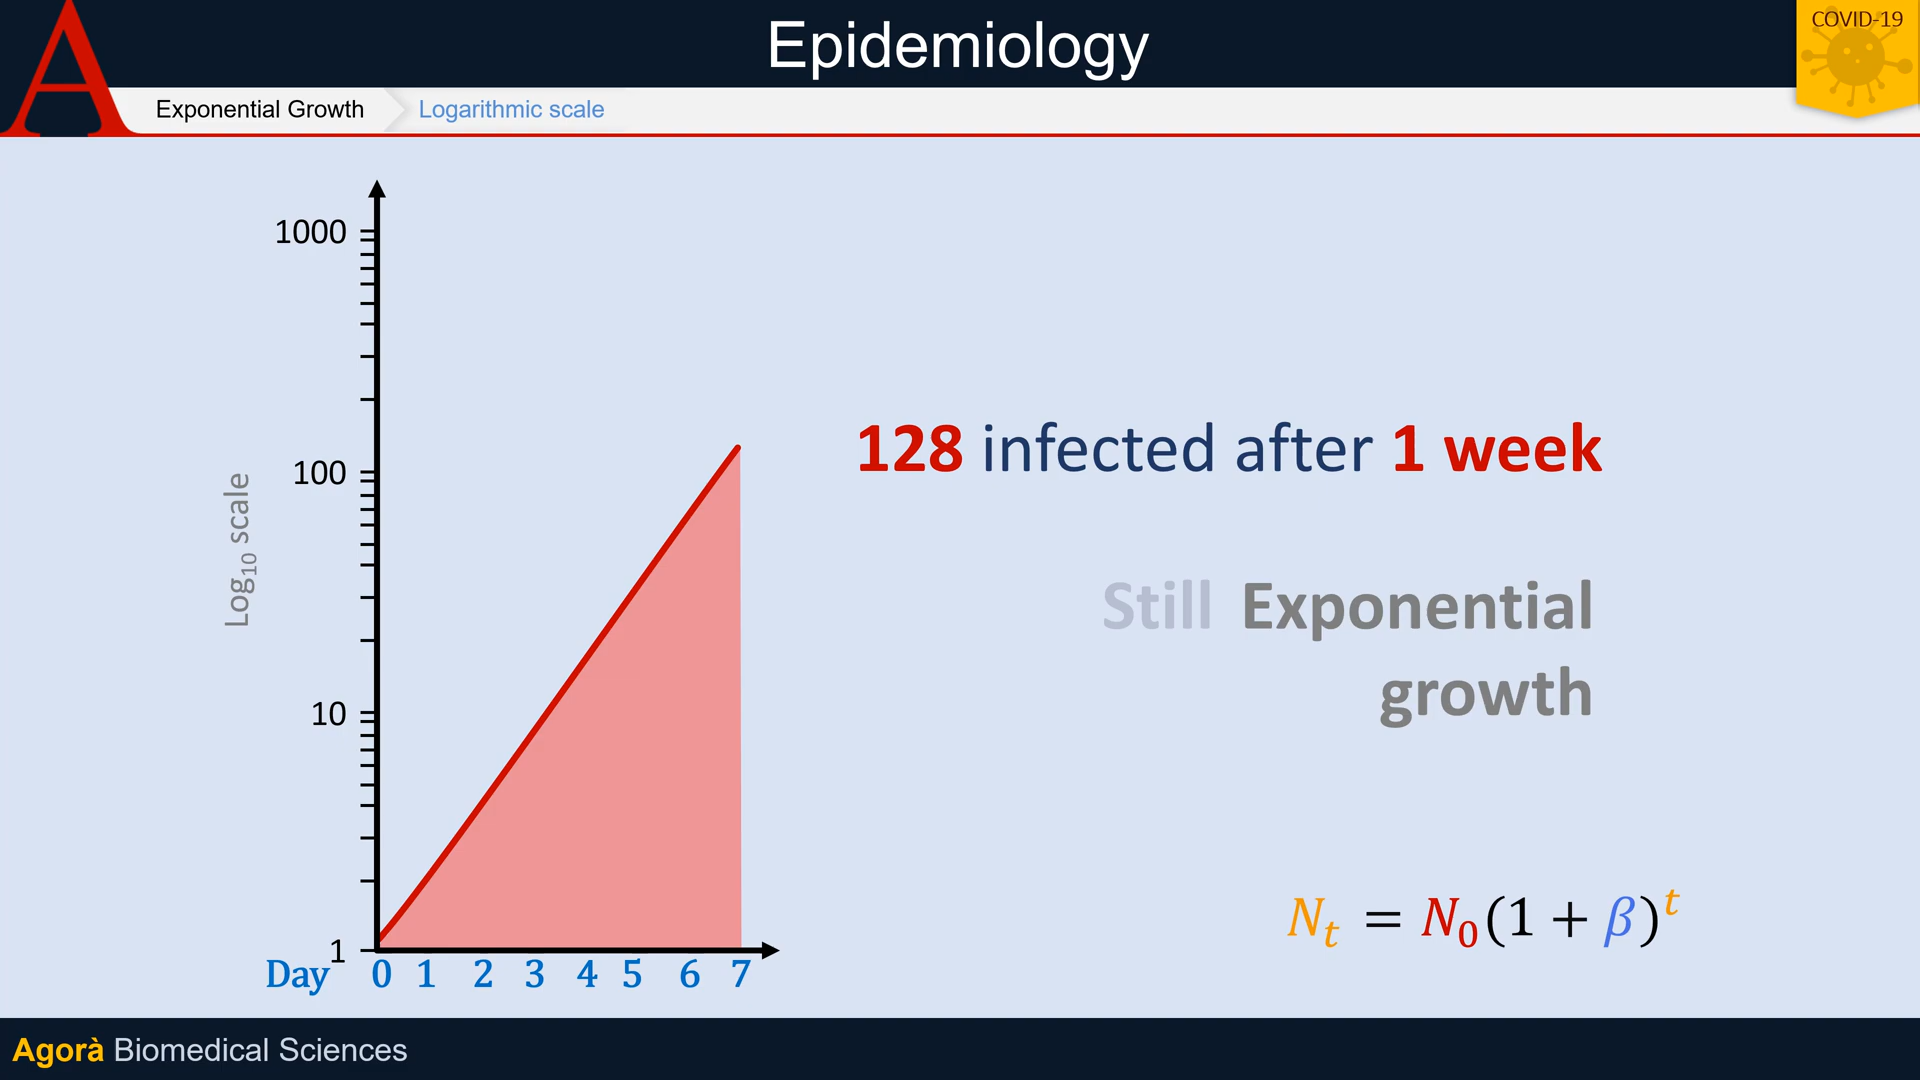 Epidemiology
COVID-19
A
Exponential Growth
Logarithmic scale
1000
100
10
1
Log₁₀ scale
Day 0 1 2 3 4 5 6 7
128 infected after 1 week
Still Exponential
growth
Nₜ = N₀(1 + β)ᵗ
Agorà Biomedical Sciences